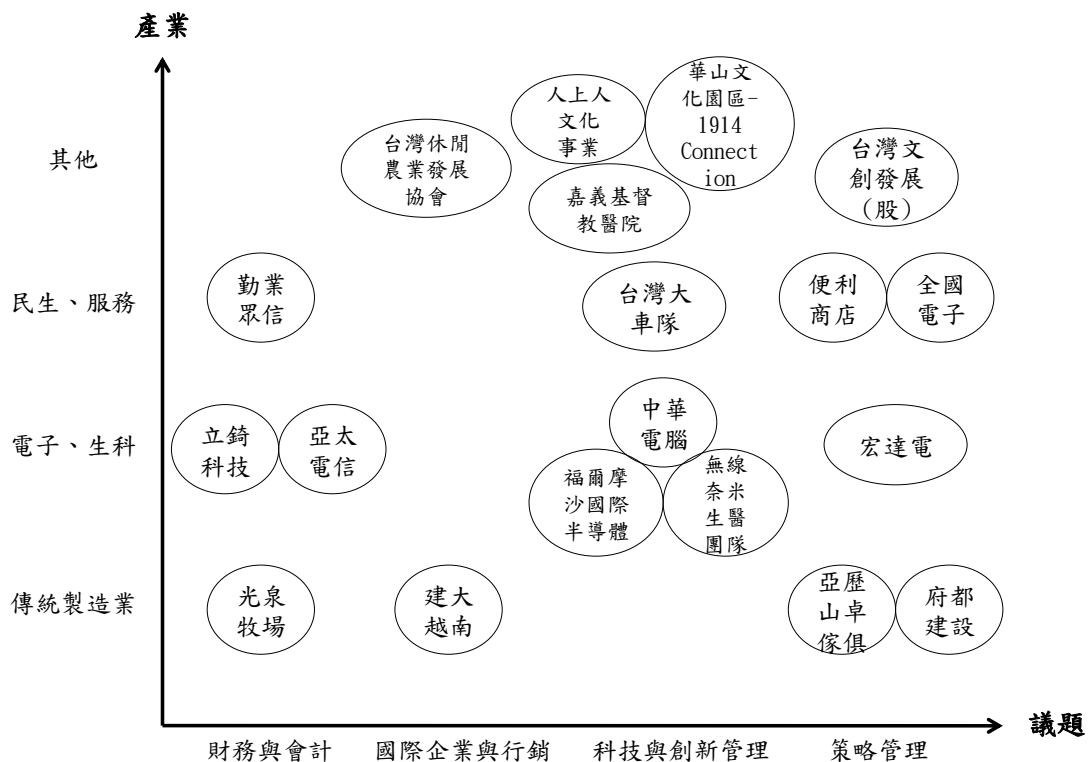 產業
其他
台灣休閒
農業發展
協會
人上人
文化
事業
華山文
化園區-
1914
Connect
ion
嘉義基督
教醫院
台灣文
創發展
(股)
民生、服務
勤業
眾信
台灣大
車隊
便利
商店
全國
電子
電子、生科
立錡
科技
亞太
電信
中華
電腦
福爾摩
沙國際
半導體
無線
奈米
生醫
團隊
宏達電
傳統製造業
光泉
牧場
建大
越南
亞歷
山卓
傢俱
府都
建設
議題
財務與會計
國際企業與行銷
科技與創新管理
策略管理